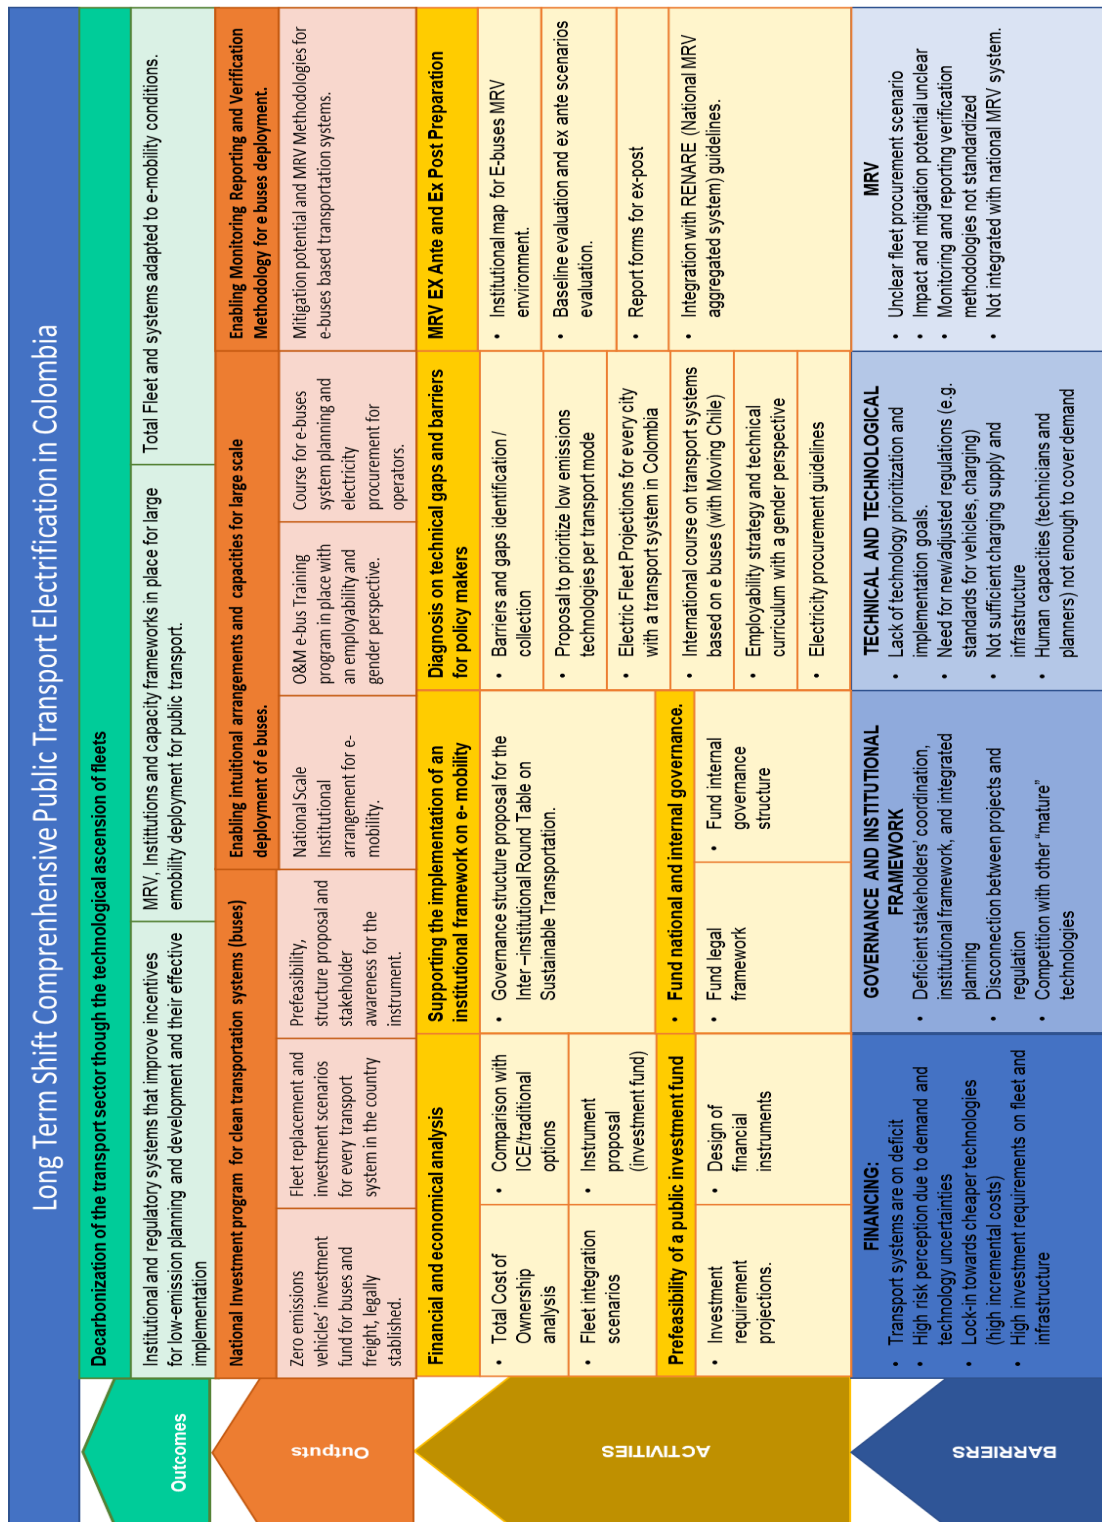 Long Term Shift Comprenhensive Public Transport Electrification in Colombia
Outcomes
Decarbonization of the transport sector though the technological ascension of fleets
Institutional and regulatory systems that improve incentives
for low-emission planning and development and their effective
implementation
MRV, Institutions and capacity frameworks in place for large
emobility deployment for public transport.
Total Fleet and systems adapted to e-mobility conditions.
Outputs
National Investment program for clean transportation systems (buses)
Enabling intuitional arrangements and capacities for large scale
deployment of e buses.
Enabling Monitoring Reporting and Verification
Methodology for e buses deployment.
Zero emissions
vehicles' investment
fund for buses and
freight, legally
stablished.
Fleet replacement and
investment scenarios
for every transport
system in the country
Prefeasibility,
structure proposal and
stakeholder
awareness for the
instrument.
National Scale
Institutional
arrangement for e-
mobility.
O&M e-bus Training
program in place with
an employability and
gender perspective.
Course for e-buses
system planning and
electricity
procurement for
operators.
Mitigation potential and MRV Methodologies for
e-buses based transportation systems.
ACTIVITIES
Financial and economical analysis
• Total Cost of
Ownership
analysis
• Comparison with
ICE/traditional
options
• Fleet integration
scenarios
• Instrument
proposal
(investment fund)
Prefeasibility of a public investment fund
• Investment
requirement
projections.
• Design of
financial
instruments
Supporting the implementation of an
institutional framework on e- mobility
• Governance structure proposal for the
Inter –institutional Round Table on
Sustainable Transportation.
• Fund national and internal governance.
• Fund legal
framework
• Fund internal
governance
structure
Diagnosis on technical gaps and barriers
for policy makers
• Barriers and gaps identification /
collection
• Proposal to prioritize low emissions
technologies per transport mode
• Electric Fleet Projections for every city
with a transport system in Colombia
• International course on transport systems
based on e buses (with Moving Chile)
• Employability strategy and technical
curriculum with a gender perspective
• Electricity procurement guidelines
MRV EX Ante and Ex Post Preparation
• Institutional map for E-buses MRV
environment.
• Baseline evaluation and ex ante scenarios
evaluation.
• Report forms for ex-post
• Integration with RENARE (National MRV
aggregated system) guidelines.
BARRIERS
FINANCING:
• Transport systems are on deficit
• High risk perception due to demand and
technology uncertainties
• Lock-in towards cheaper technologies
(high incremental costs)
• High investment requirements on fleet and
infrastructure
GOVERNANCE AND INSTITUTIONAL
FRAMEWORK
• Deficient stakeholders' coordination,
institutional framework, and integrated
planning
• Disconnection between projects and
regulation
• Competition with other "mature"
technologies
TECHNICAL AND TECHNOLOGICAL
• Lack of technology prioritization and
implementation goals.
• Need for new/adjusted regulations (e.g.
standards for vehicles, charging)
• Not sufficient charging supply and
infrastructure
• Human capacities (technicians and
planners) not enough to cover demand
MRV
• Unclear fleet procurement scenario
• Impact and mitigation potential unclear
• Monitoring and reporting verification
methodologies not standardized
• Not integrated with national MRV system.